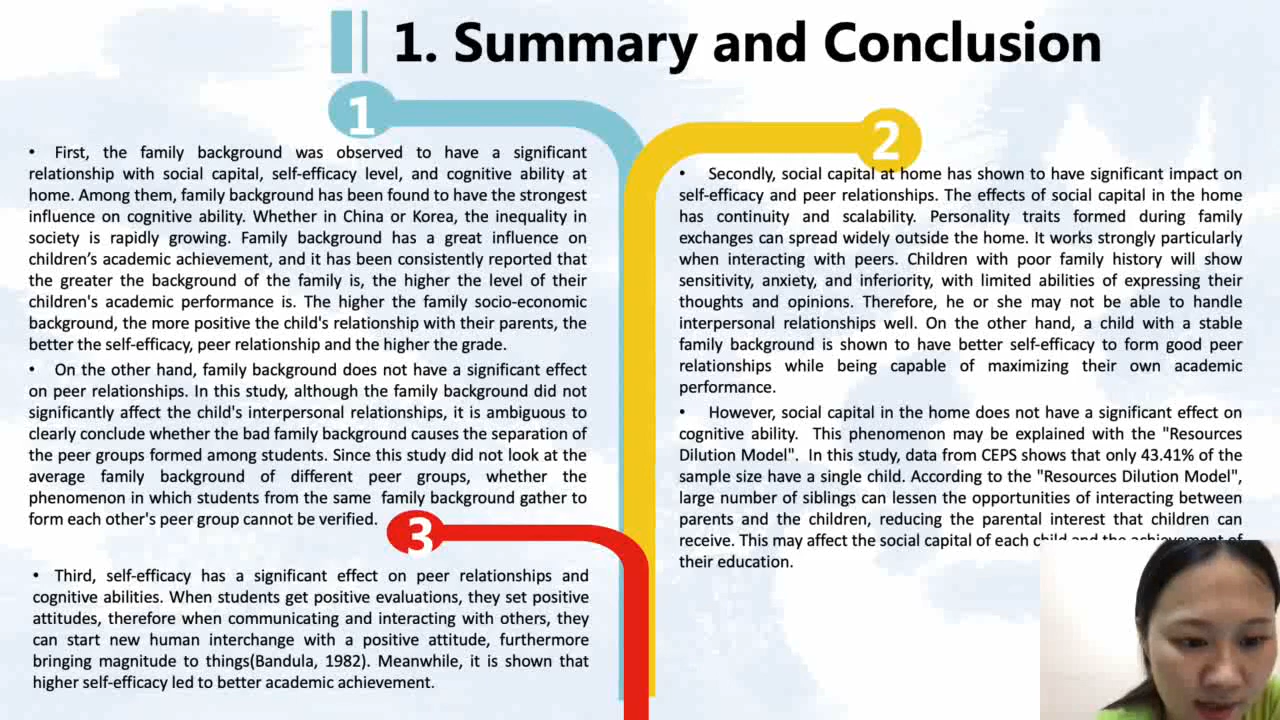 1. Summary and Conclusion
1
• First, the family background was observed to have a significant
relationship with social capital, self-efficacy level, and cognitive ability at
home. Among them, family background has been found to have the strongest
influence on cognitive ability. Whether in China or Korea, the inequality in
society is rapidly growing. Family background has a great influence on
children's academic achievement, and it has been consistently reported that
the greater the background of the family is, the higher the level of their
children's academic performance is. The higher the family socio-economic
background, the more positive the child's relationship with their parents, the
better the self-efficacy, peer relationship and the higher the grade.
• On the other hand, family background does not have a significant effect
on peer relationships. In this study, although the family background did not
significantly affect the child's interpersonal relationships, it is ambiguous to
clearly conclude whether the bad family background causes the separation of
the peer groups formed among students. Since this study did not look at the
average family background of different peer groups, whether the
phenomenon in which students from the same family background gather to
form each other's peer group cannot be verified.
2
• Secondly, social capital at home has shown to have significant impact on
self-efficacy and peer relationships. The effects of social capital in the home
has continuity and scalability. Personality traits formed during family
exchanges can spread widely outside the home. It works strongly particularly
when interacting with peers. Children with poor family history will show
sensitivity, anxiety, and inferiority, with limited abilities of expressing their
thoughts and opinions. Therefore, he or she may not be able to handle
interpersonal relationships well. On the other hand, a child with a stable
family background is shown to have better self-efficacy to form good peer
relationships while being capable of maximizing their own academic
performance.
• However, social capital in the home does not have a significant effect on
cognitive ability. This phenomenon may be explained with the "Resources
Dilution Model". In this study, data from CEPS shows that only 43.41% of the
sample size have a single child. According to the "Resources Dilution Model",
large number of siblings can lessen the opportunities of interacting between
parents and the children, reducing the parental interest that children can
receive. This may affect the social capital of each child and the achievement of
their education.
3
• Third, self-efficacy has a significant effect on peer relationships and
cognitive abilities. When students get positive evaluations, they set positive
attitudes, therefore when communicating and interacting with others, they
can start new human interchange with a positive attitude, furthermore
bringing magnitude to things(Bandula, 1982). Meanwhile, it is shown that
higher self-efficacy led to better academic achievement.